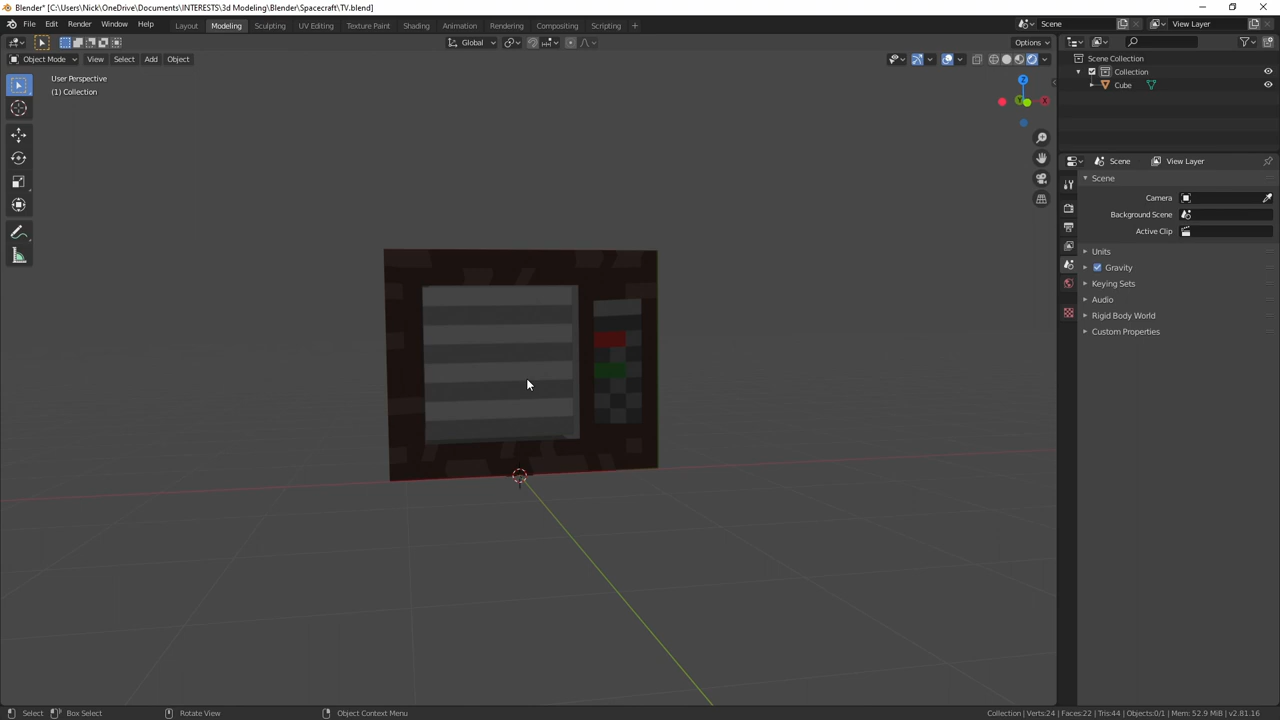 Blender* [C:\Users\Nick\OneDrive\Documents\INTERESTS\3d Modeling\Blender\Spacecraft\TV.blend]
File Edit Render Window Help Layout Modeling Sculpting UV Editing Texture Paint Shading Animation Rendering Compositing Scripting + Scene View Layer
Global Options
Object Mode View Select Add Object
User Perspective
(1) Collection
Z
X
Y
Scene Collection
Collection
Cube
Scene View Layer
Scene
Camera
Background Scene
Active Clip
Units
Gravity
Keying Sets
Audio
Rigid Body World
Custom Properties
Select Box Select Rotate View Object Context Menu Collection | Verts:24 | Faces:22 | Tris:44 | Objects:0/1 | Mem: 52.9 MiB | v2.81.16